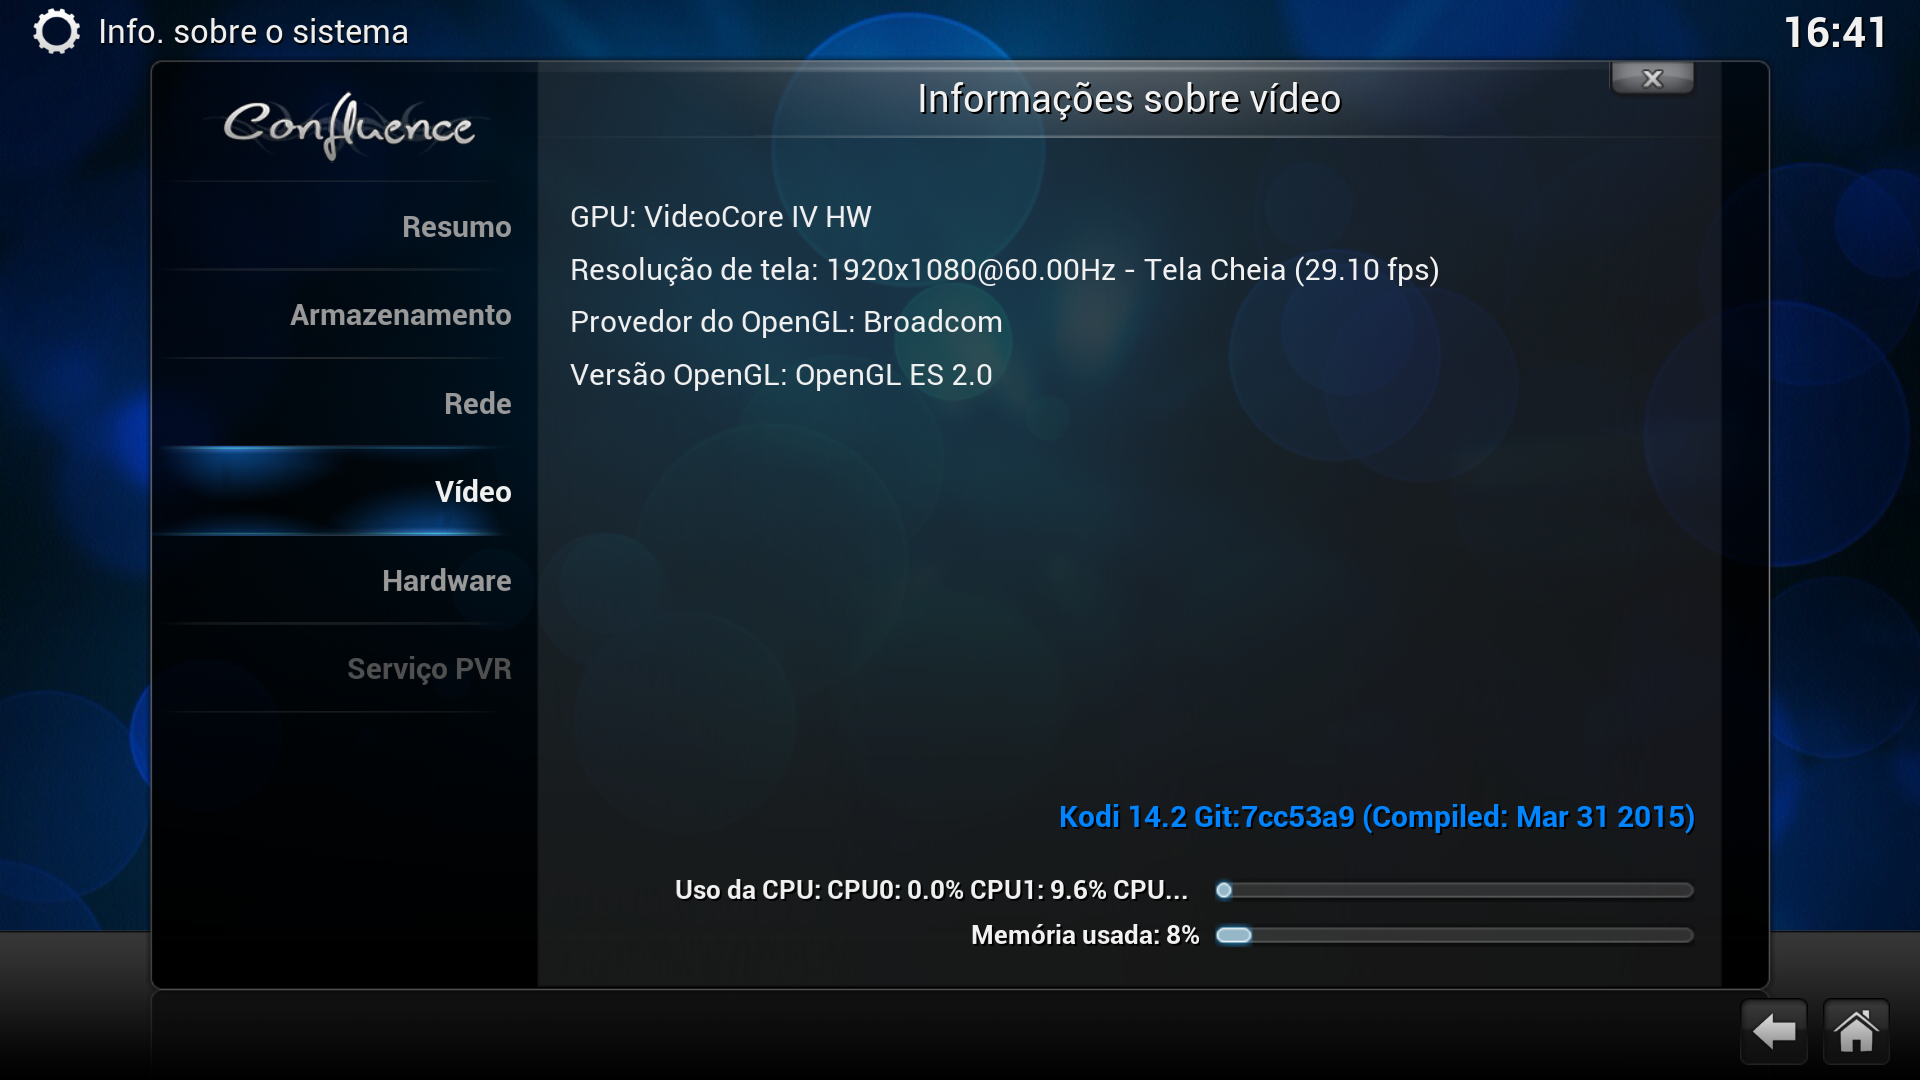 Info. sobre o sistema
16:41
Confluence
Informações sobre vídeo
x
Resumo
Armazenamento
Rede
Vídeo
Hardware
Serviço PVR
GPU: VideoCore IV HW
Resolução de tela: 1920x1080@60.00Hz - Tela Cheia (29.10 fps)
Provedor do OpenGL: Broadcom
Versão OpenGL: OpenGL ES 2.0
Kodi 14.2 Git:7cc53a9 (Compiled: Mar 31 2015)
Uso da CPU: CPU0: 0.0% CPU1: 9.6% CPU...
Memória usada: 8%